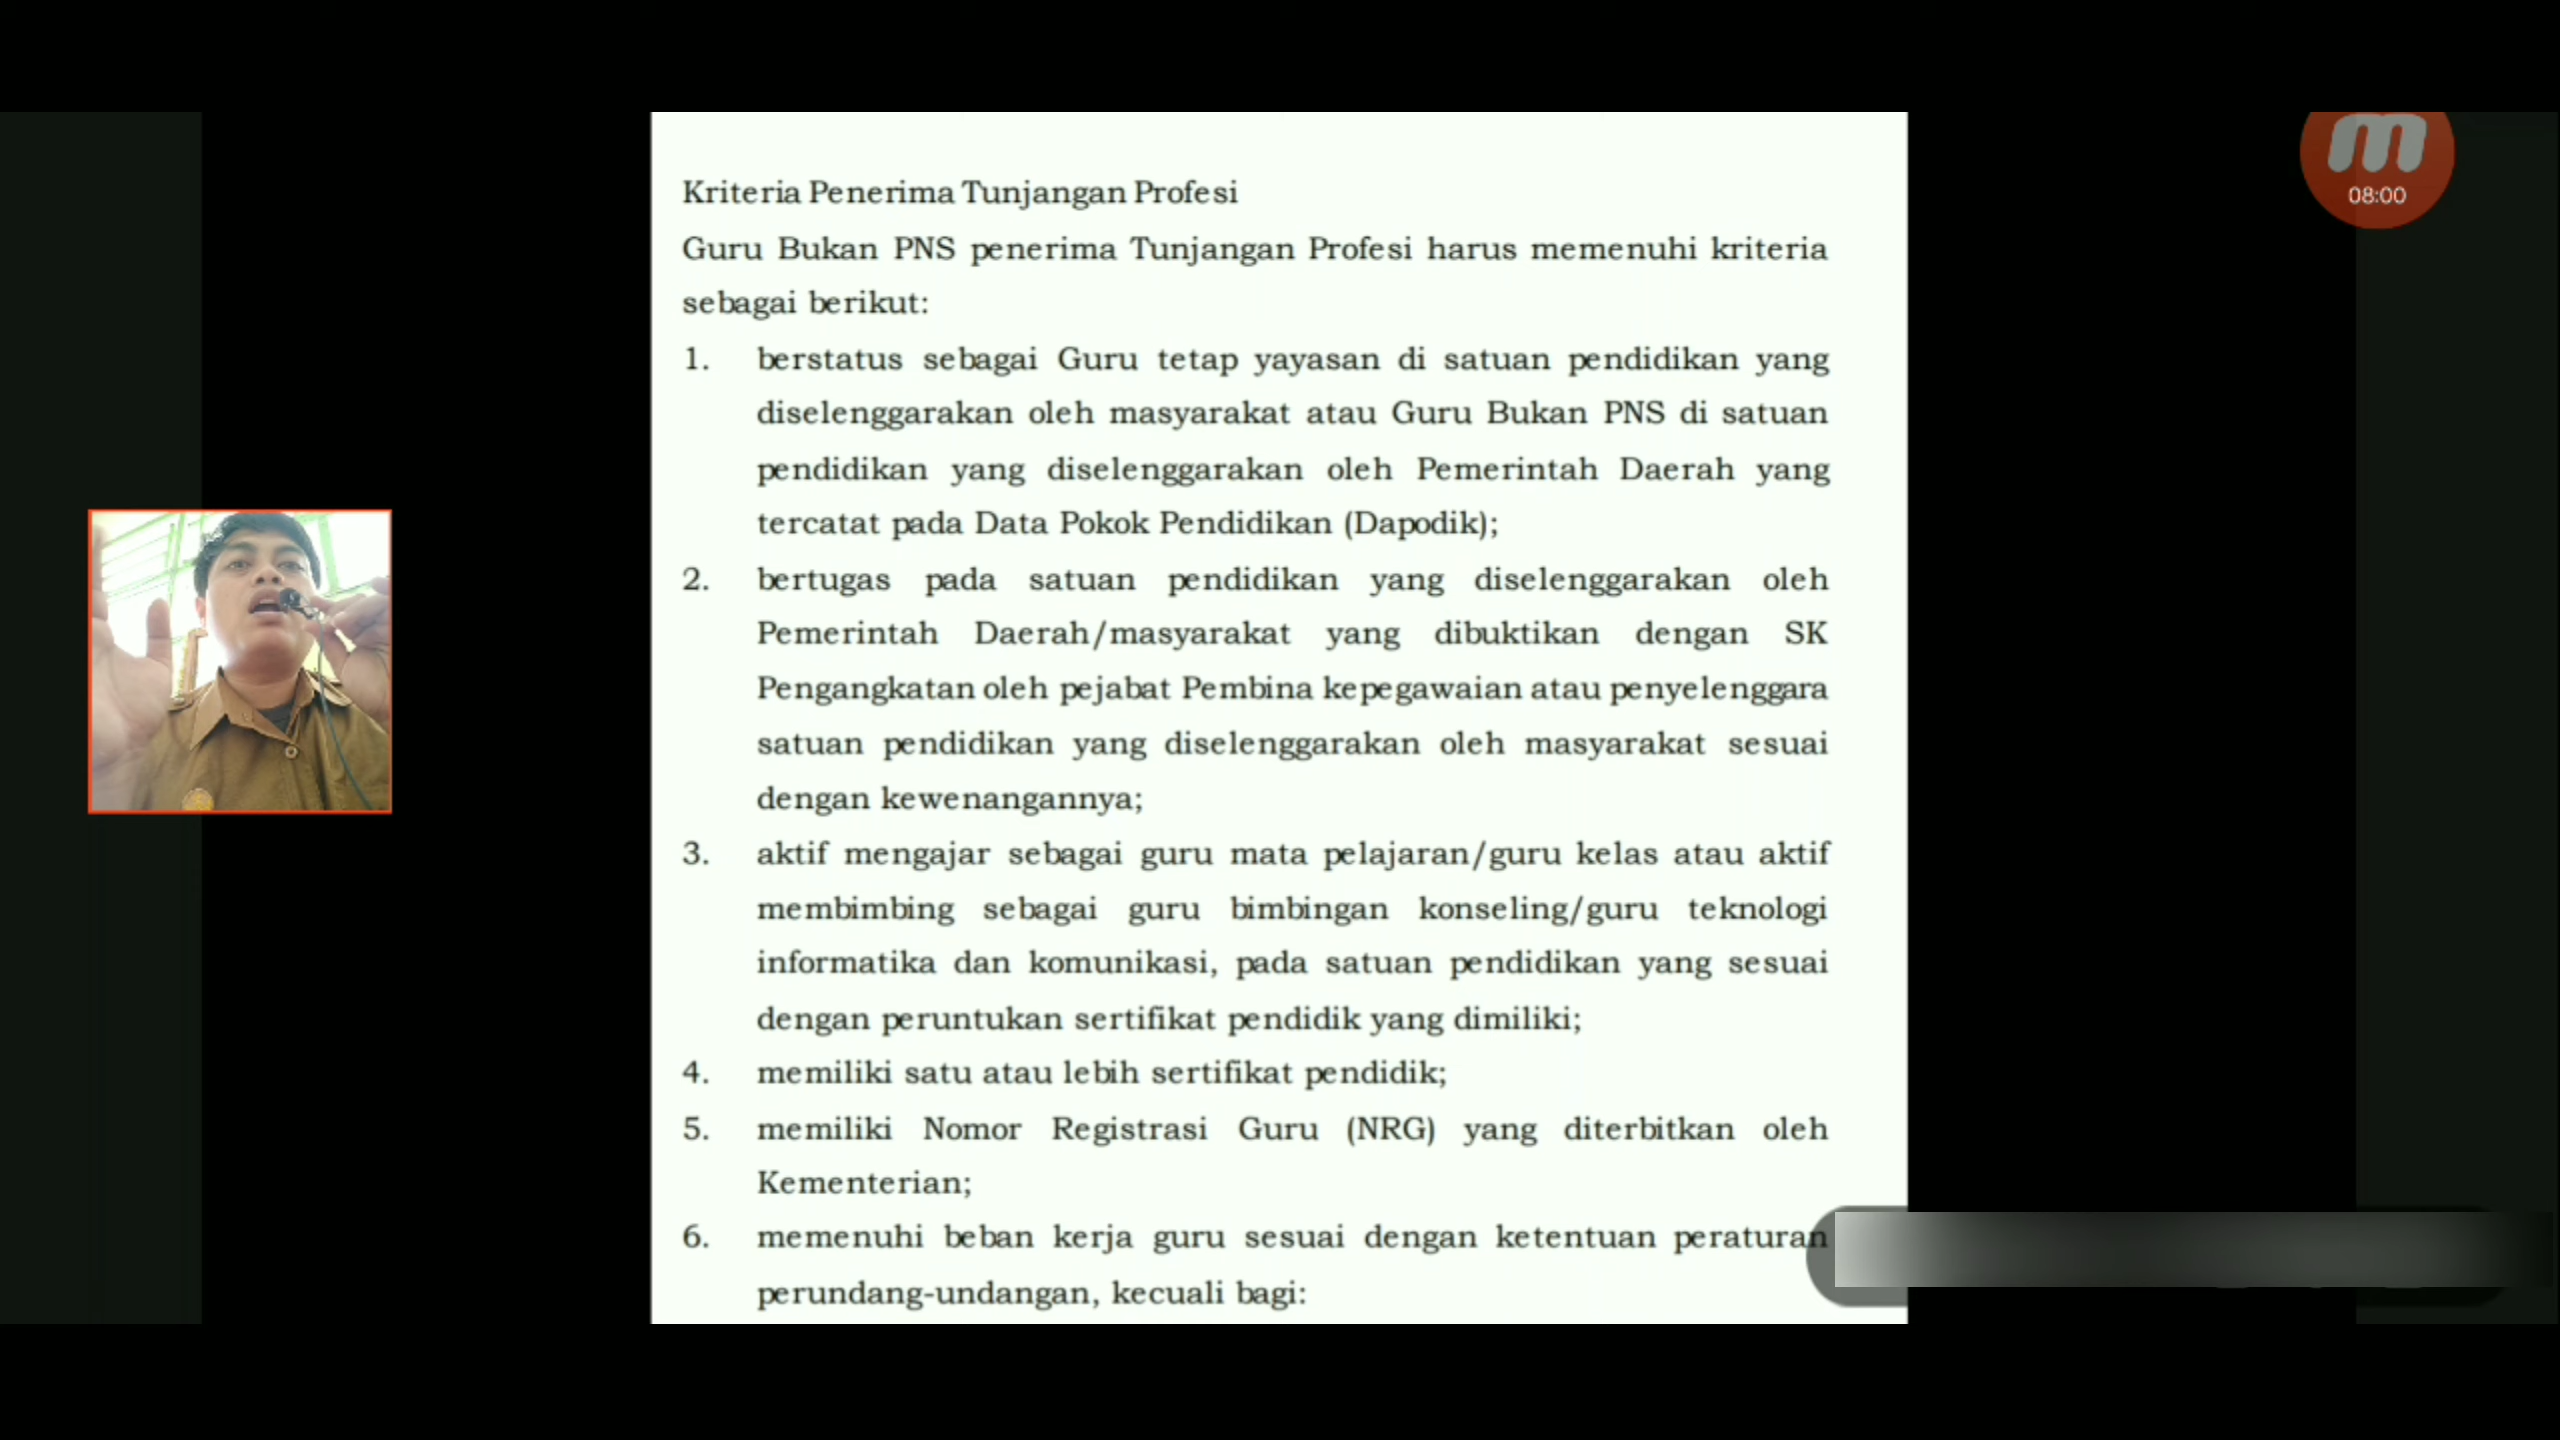 m
08:00
Kriteria Penerima Tunjangan Profesi
Guru Bukan PNS penerima Tunjangan Profesi harus memenuhi kriteria
sebagai berikut:
1. berstatus sebagai Guru tetap yayasan di satuan pendidikan yang
diselenggarakan oleh masyarakat atau Guru Bukan PNS di satuan
pendidikan yang diselenggarakan oleh Pemerintah Daerah yang
tercatat pada Data Pokok Pendidikan (Dapodik);
2. bertugas pada satuan pendidikan yang diselenggarakan oleh
Pemerintah Daerah/masyarakat yang dibuktikan dengan SK
Pengangkatan oleh pejabat Pembina kepegawaian atau penyelenggara
satuan pendidikan yang diselenggarakan oleh masyarakat sesuai
dengan kewenangannya;
3. aktif mengajar sebagai guru mata pelajaran/guru kelas atau aktif
membimbing sebagai guru bimbingan konseling/guru teknologi
informatika dan komunikasi, pada satuan pendidikan yang sesuai
dengan peruntukan sertifikat pendidik yang dimiliki;
4. memiliki satu atau lebih sertifikat pendidik;
5. memiliki Nomor Registrasi Guru (NRG) yang diterbitkan oleh
Kementerian;
6. memenuhi beban kerja guru sesuai dengan ketentuan peraturan
perundang-undangan, kecuali bagi: